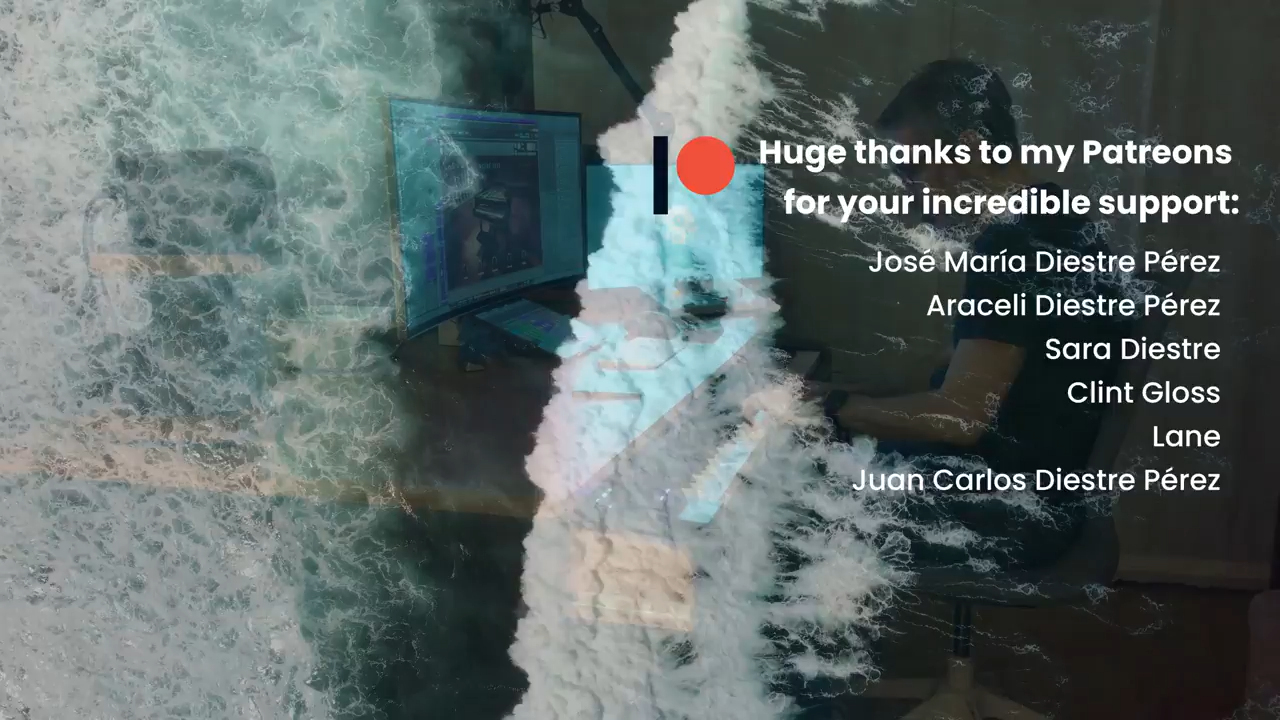 Huge thanks to my Patreons
for your incredible support:
José María Diestre Pérez
Araceli Diestre Pérez
Sara Diestre
Clint Gloss
Lane
Juan Carlos Diestre Pérez